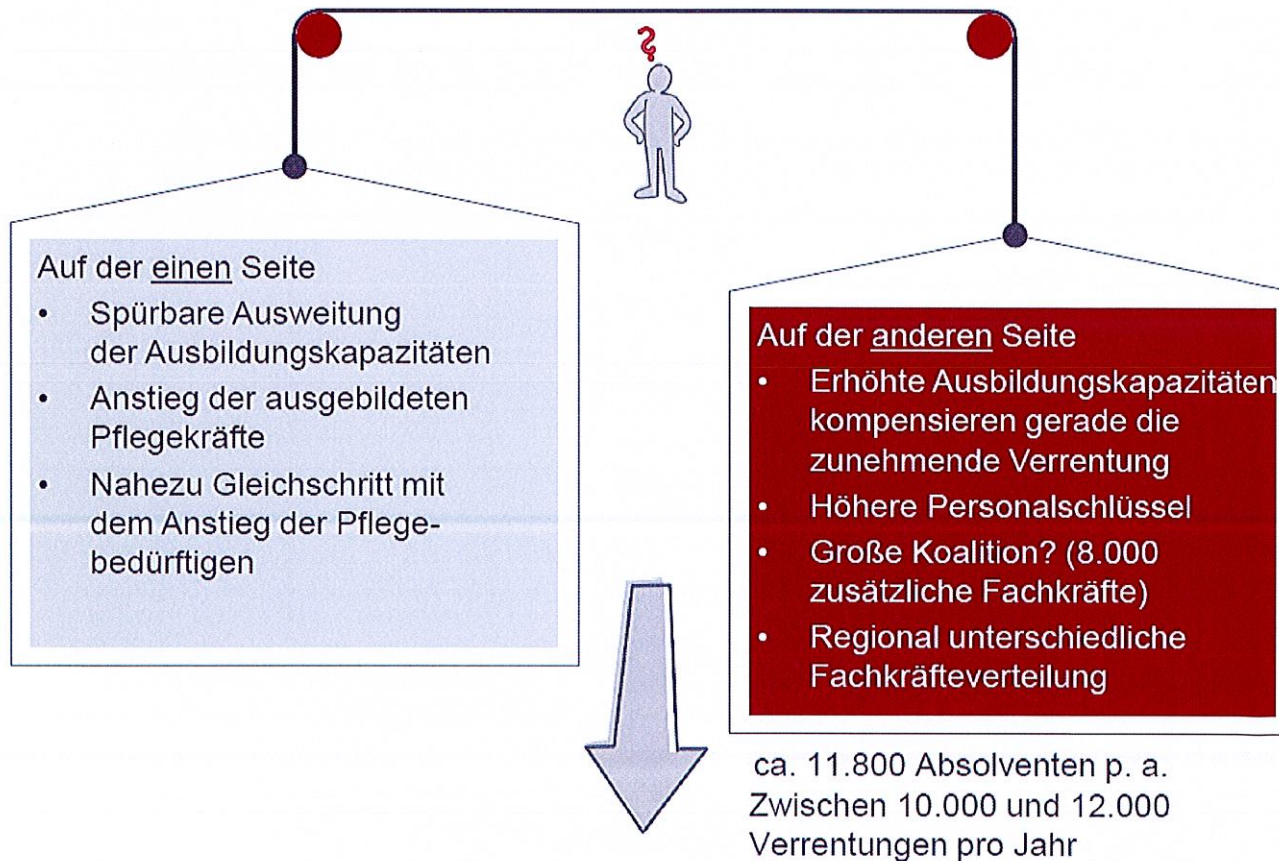 ?
Auf der einen Seite
• Spürbare Ausweitung
der Ausbildungskapazitäten
• Anstieg der ausgebildeten
Pflegekräfte
• Nahezu Gleichschritt mit
dem Anstieg der Pflege-
bedürftigen
Auf der anderen Seite
• Erhöhte Ausbildungskapazitäten
kompensieren gerade die
zunehmende Verrentung
• Höhere Personalschlüssel
• Große Koalition? (8.000
zusätzliche Fachkräfte)
• Regional unterschiedliche
Fachkräfteverteilung
ca. 11.800 Absolventen p. a.
Zwischen 10.000 und 12.000
Verrentungen pro Jahr